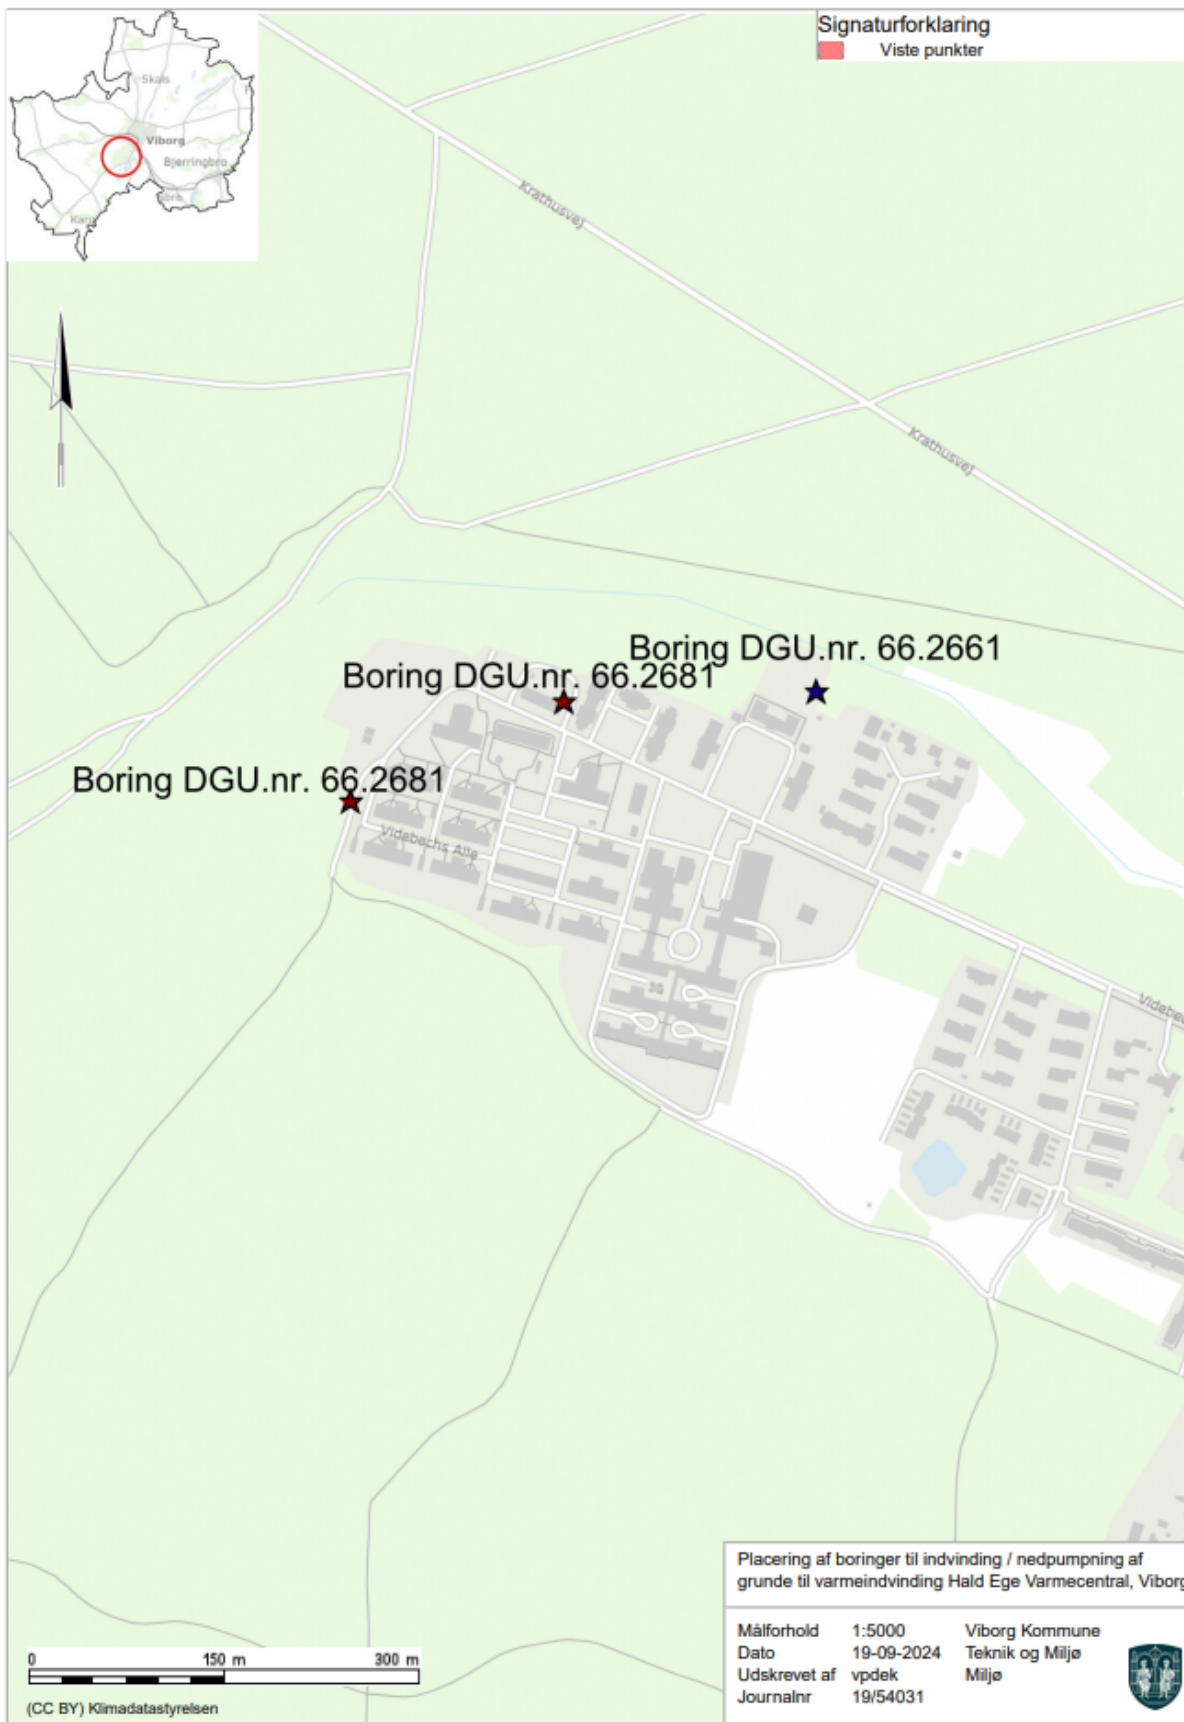 Signaturforklaring
Viste punkter
Skals
Viborg
Bjerringbro
Krathusvej
Krathusvej
Boring DGU.nr. 66.2661
Boring DGU.nr. 66.2681
Boring DGU.nr. 66.2681
Videbechs Alle
Videbec
Placering af boringer til indvinding / nedpumpning af
grunde til varmeindvinding Hald Ege Varmecentral, Viborg
Målforhold 1:5000 Viborg Kommune
Dato 19-09-2024 Teknik og Miljø
Udskrevet af vpdek Miljø
Journalnr 19/54031
0 150 m 300 m
(CC BY) Klimadatastyrelsen